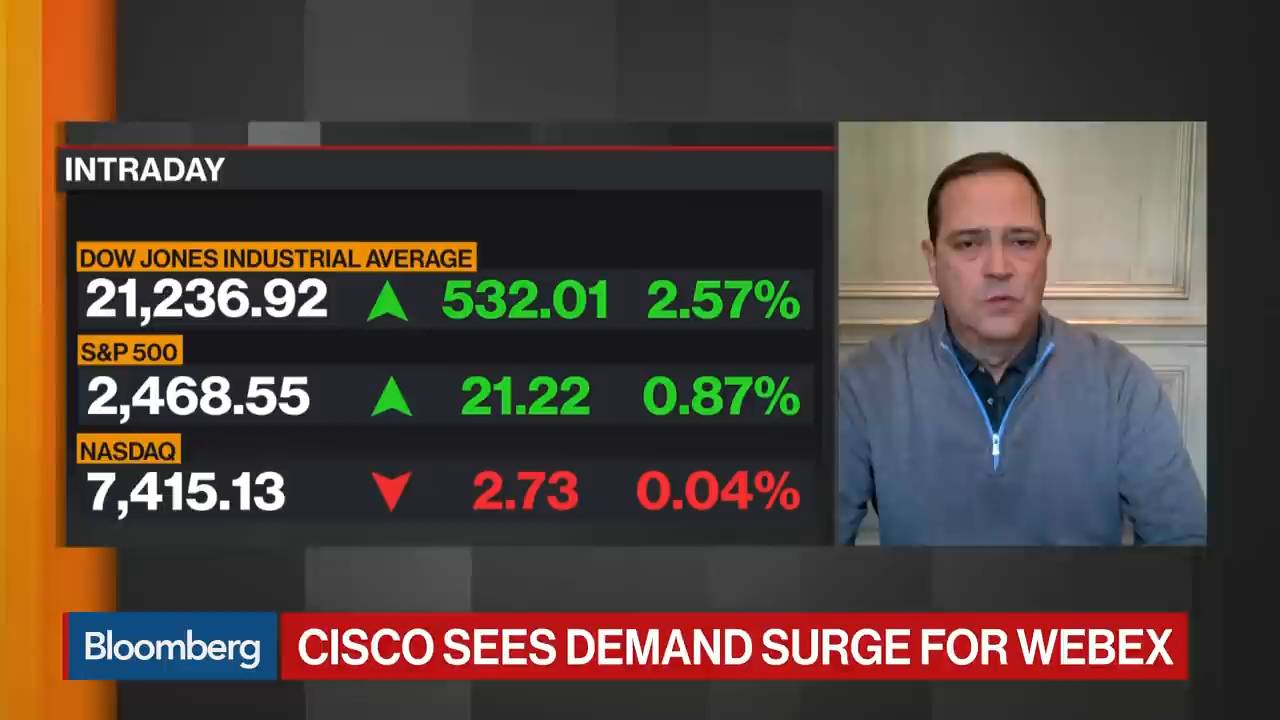 INTRADAY
DOW JONES INDUSTRIAL AVERAGE
21,236.92 ▲ 532.01 2.57%
S&P 500
2,468.55 ▲ 21.22 0.87%
NASDAQ
7,415.13 ▼ 2.73 0.04%
Bloomberg CISCO SEES DEMAND SURGE FOR WEBEX